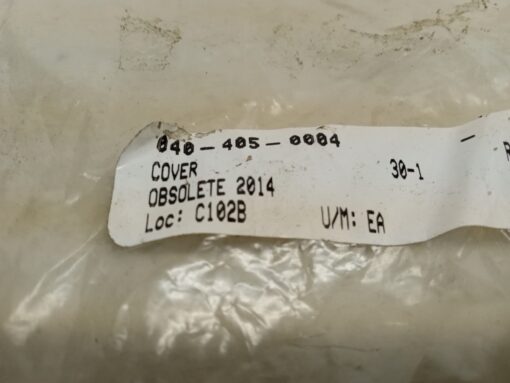 040-405-0004
COVER 30-1
OBSOLETE 2014
Loc: C102B U/M: EA